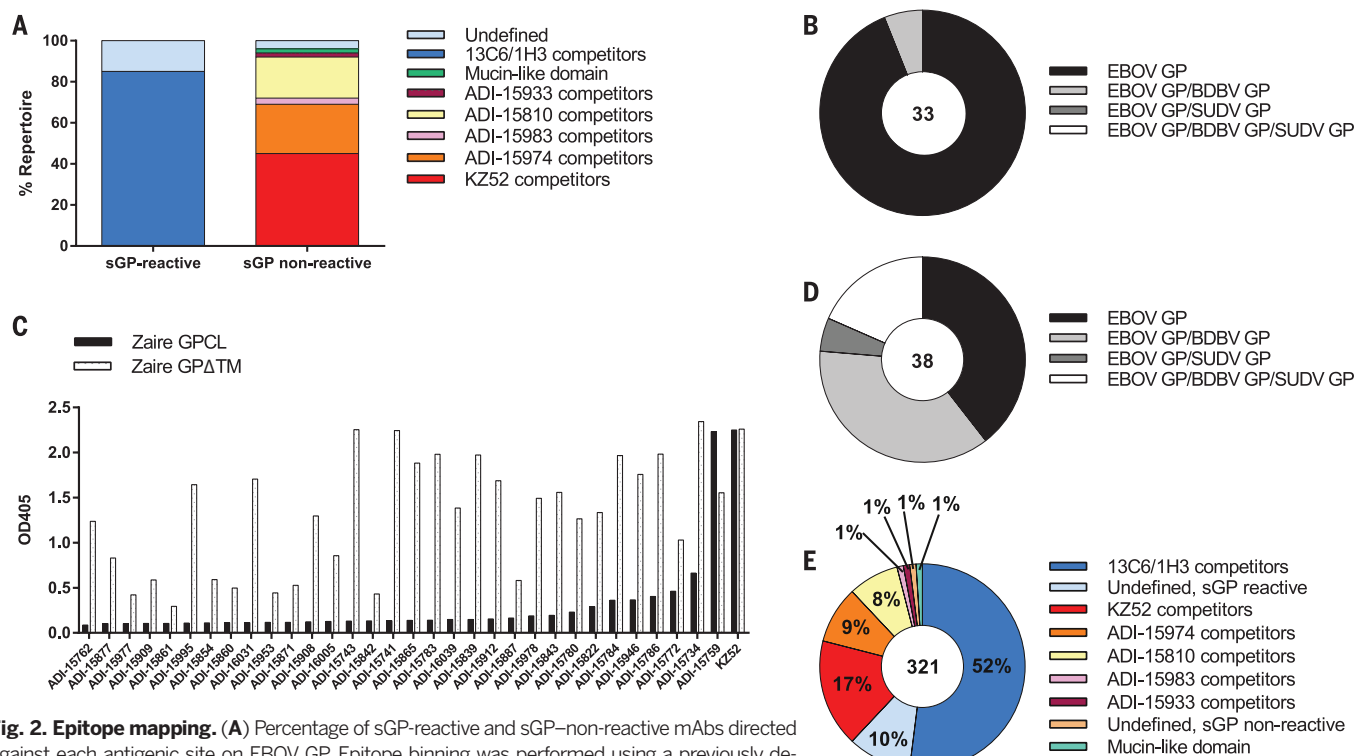 A
100
80
60
40
20
0
% Repertoire
sGP-reactive
sGP non-reactive
Undefined
13C6/1H3 competitors
Mucin-like domain
ADI-15933 competitors
ADI-15810 competitors
ADI-15983 competitors
ADI-15974 competitors
KZ52 competitors
B
33
EBOV GP
EBOV GP/BDBV GP
EBOV GP/SUDV GP
EBOV GP/BDBV GP/SUDV GP
C
Zaire GPCL
Zaire GPΔTM
2.5
2.0
1.5
1.0
0.5
0.0
OD405
ADI-15762
ADI-15877
ADI-15977
ADI-15909
ADI-15861
ADI-15995
ADI-15854
ADI-15860
ADI-16031
ADI-15953
ADI-15871
ADI-15908
ADI-16005
ADI-15743
ADI-15842
ADI-15741
ADI-15865
ADI-15783
ADI-16039
ADI-15839
ADI-15912
ADI-15887
ADI-15978
ADI-15843
ADI-15780
ADI-15822
ADI-15784
ADI-15946
ADI-15786
ADI-15772
ADI-15734
ADI-15759
KZ52
D
38
EBOV GP
EBOV GP/BDBV GP
EBOV GP/SUDV GP
EBOV GP/BDBV GP/SUDV GP
E
1%
1%
1%
1%
8%
9%
17%
10%
52%
321
13C6/1H3 competitors
Undefined, sGP reactive
KZ52 competitors
ADI-15974 competitors
ADI-15810 competitors
ADI-15983 competitors
ADI-15933 competitors
Undefined, sGP non-reactive
Mucin-like domain
ig. 2. Epitope mapping. (A) Percentage of sGP-reactive and sGP–non-reactive mAbs directed
gainst each antigenic site on EBOV GP. Epitope binning was performed using a previously de-